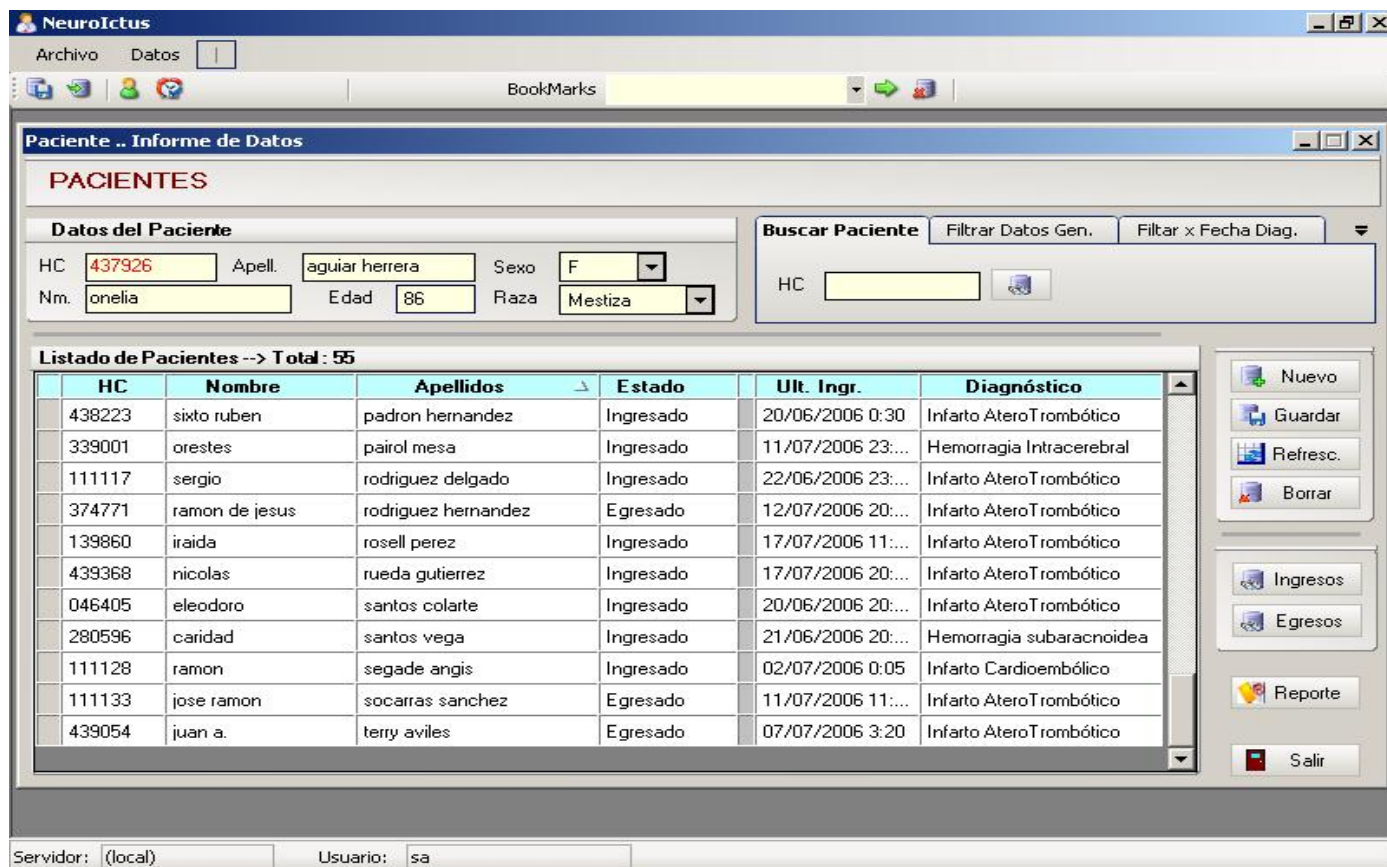 NeuroIctus
Archivo Datos
BookMarks
Paciente .. Informe de Datos
PACIENTES
Datos del Paciente
HC 437926 Apell. aguiar herrera Sexo F
Nm. onelia Edad 86 Raza Mestiza
Buscar Paciente Filtrar Datos Gen. Filtar x Fecha Diag.
HC
Listado de Pacientes --> Total : 55
HC Nombre Apellidos Estado Ult. Ingr. Diagnóstico
438223 sixto ruben padron hernandez Ingresado 20/06/2006 0:30 Infarto AteroTrombótico
339001 orestes pairol mesa Ingresado 11/07/2006 23:... Hemorragia Intracerebral
111117 sergio rodriguez delgado Ingresado 22/06/2006 23:... Infarto AteroTrombótico
374771 ramon de jesus rodriguez hernandez Egresado 12/07/2006 20:... Infarto AteroTrombótico
139860 iraida rosell perez Ingresado 17/07/2006 11:... Infarto AteroTrombótico
439368 nicolas rueda gutierrez Ingresado 17/07/2006 20:... Infarto AteroTrombótico
046405 eleodoro santos colarte Ingresado 20/06/2006 20:... Infarto AteroTrombótico
280596 caridad santos vega Ingresado 21/06/2006 20:... Hemorragia subaracnoidea
111128 ramon segade angis Ingresado 02/07/2006 0:05 Infarto Cardioembólico
111133 jose ramon socarras sanchez Egresado 11/07/2006 11:... Infarto AteroTrombótico
439054 juan a. terry aviles Egresado 07/07/2006 3:20 Infarto AteroTrombótico
Nuevo
Guardar
Refresc.
Borrar
Ingresos
Egresos
Reporte
Salir
Servidor: (local) Usuario: sa